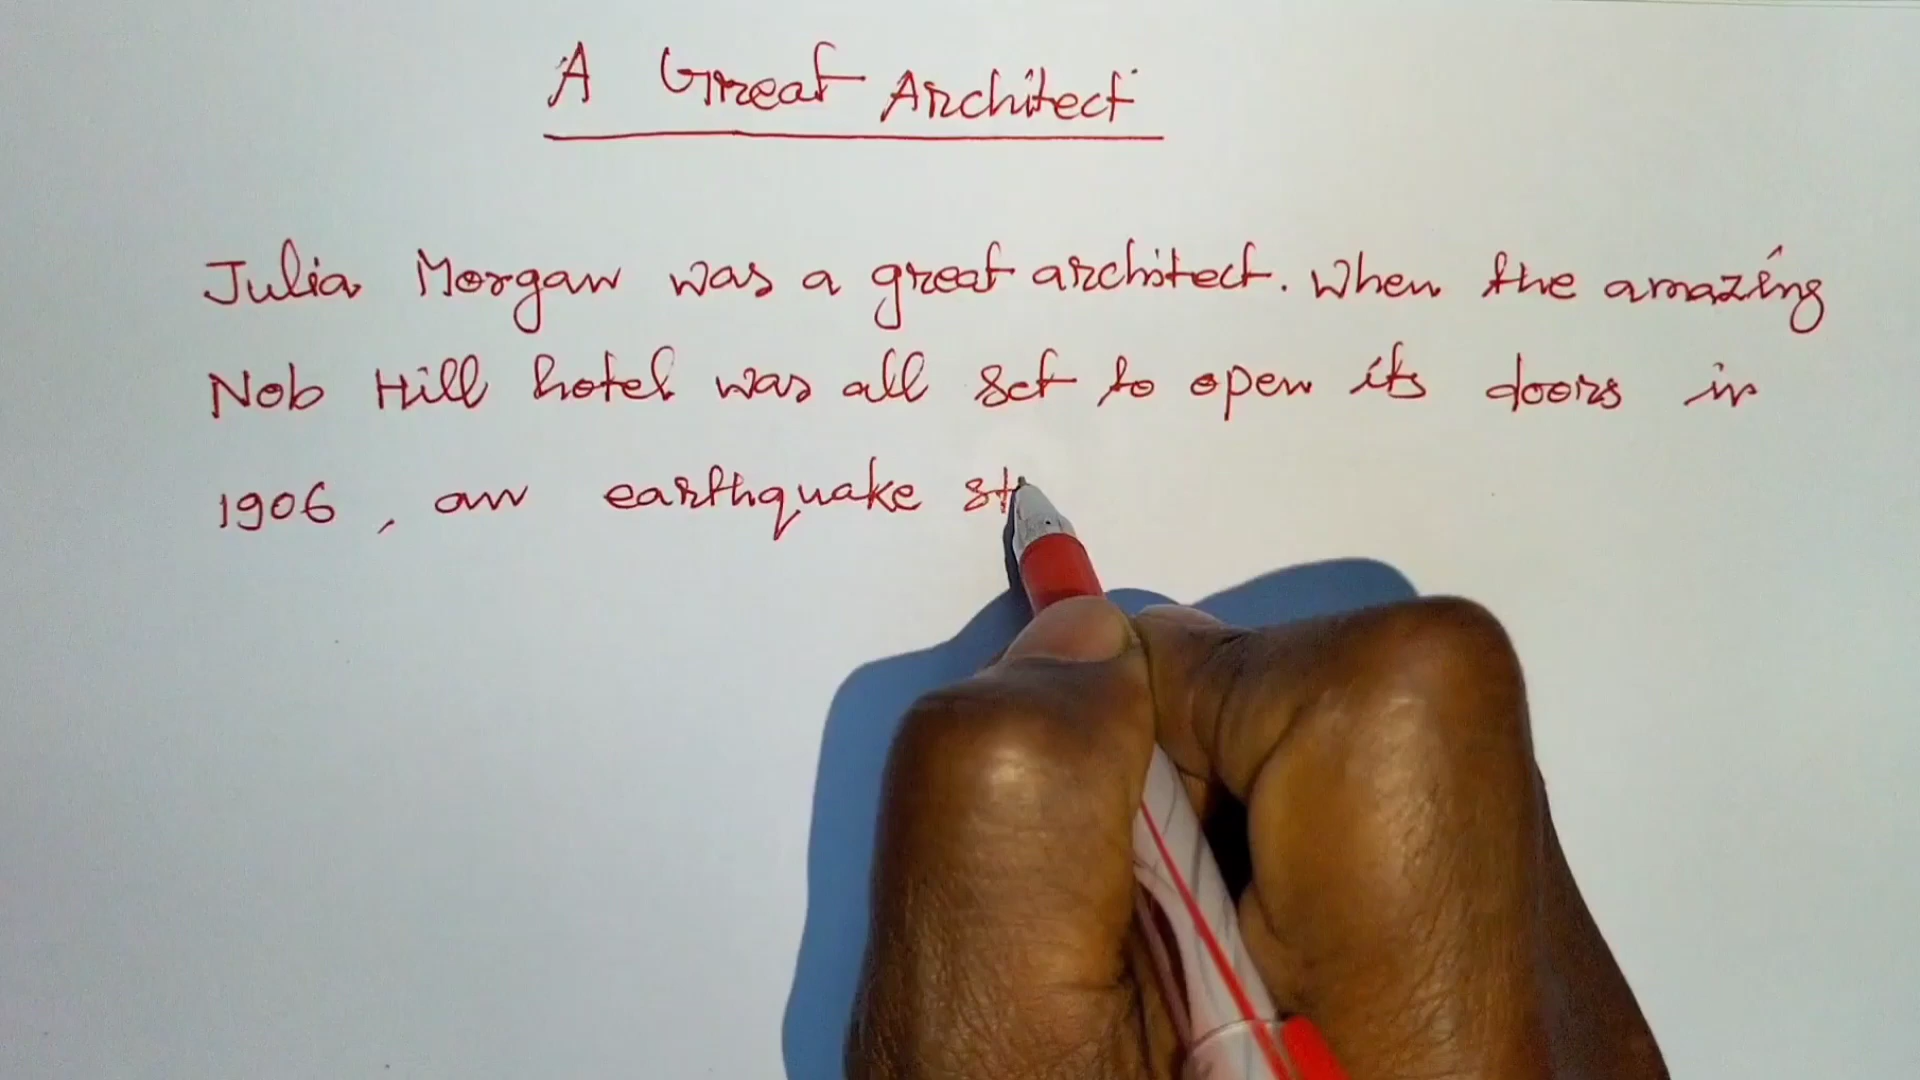 A Great Architect
Julia Morgan was a great architect. When the amazing
Nob Hill hotel was all set to open its doors in
1906, an earthquake st